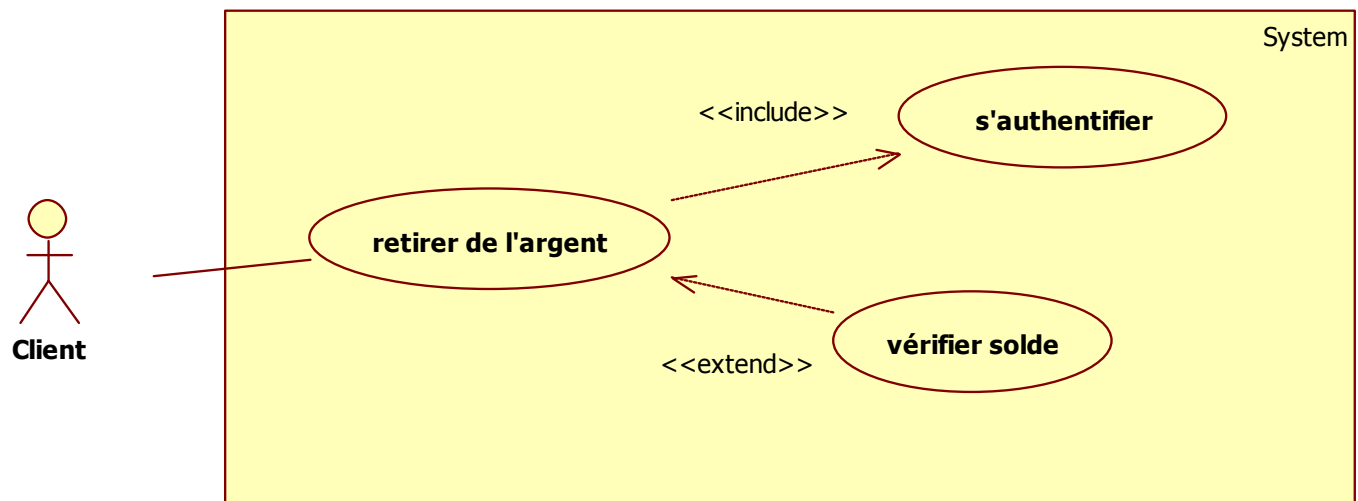 System
<<include>>
s'authentifier
retirer de l'argent
vérifier solde
Client
<<extend>>